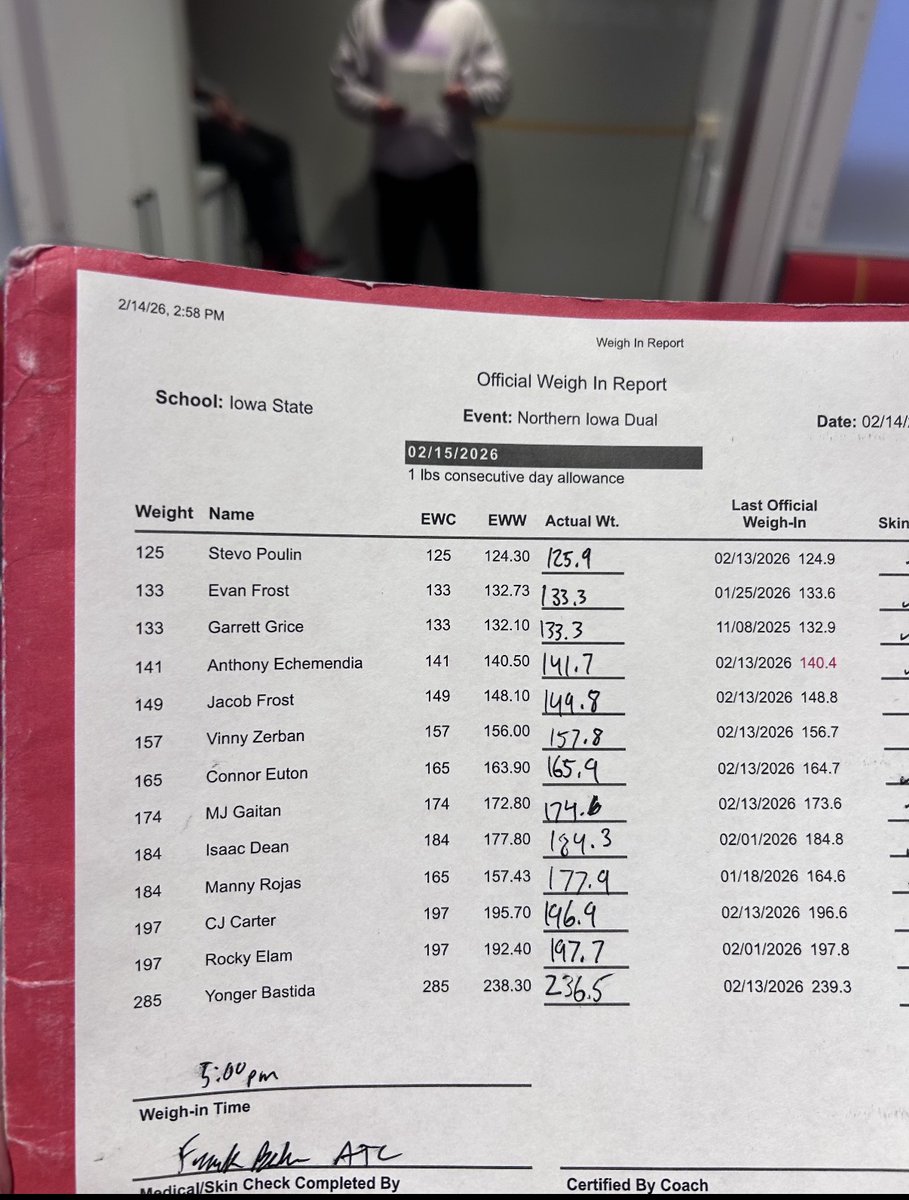 2/14/26, 2:58 PM
Weigh In Report
Official Weigh In Report
School: Iowa State
Event: Northern Iowa Dual
Date: 02/14/
02/15/2026
1 lbs consecutive day allowance
Weight Name EWC EWW Actual Wt. Last Official Weigh-In Skin
125 Stevo Poulin 125 124.30 125.9 02/13/2026 124.9
133 Evan Frost 133 132.73 133.3 01/25/2026 133.6
133 Garrett Grice 133 132.10 133.3 11/08/2025 132.9
141 Anthony Echemendia 141 140.50 141.7 02/13/2026 140.4
149 Jacob Frost 149 148.10 149.8 02/13/2026 148.8
157 Vinny Zerban 157 156.00 157.8 02/13/2026 156.7
165 Connor Euton 165 163.90 165.9 02/13/2026 164.7
174 MJ Gaitan 174 172.80 174.6 02/13/2026 173.6
184 Isaac Dean 184 177.80 184.3 02/01/2026 184.8
184 Manny Rojas 165 157.43 177.9 01/18/2026 164.6
197 CJ Carter 197 195.70 196.9 02/13/2026 196.6
197 Rocky Elam 197 192.40 197.7 02/01/2026 197.8
285 Yonger Bastida 285 238.30 236.5 02/13/2026 239.3
5:00 pm
Weigh-in Time
Frank ATC
Medical/Skin Check Completed By
Certified By Coach